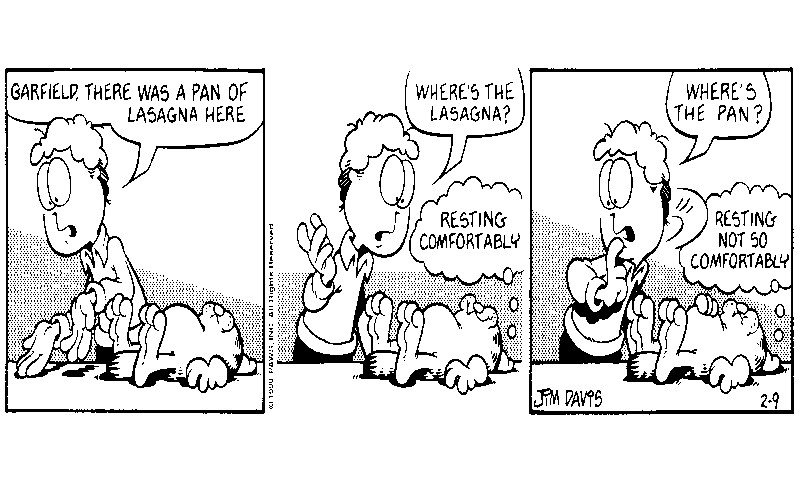 GARFIELD, THERE WAS A PAN OF
LASAGNA HERE
WHERE'S THE
LASAGNA?
RESTING
COMFORTABLY
WHERE'S
THE PAN?
RESTING
NOT SO
COMFORTABLY
JIM DAVIS
2-9